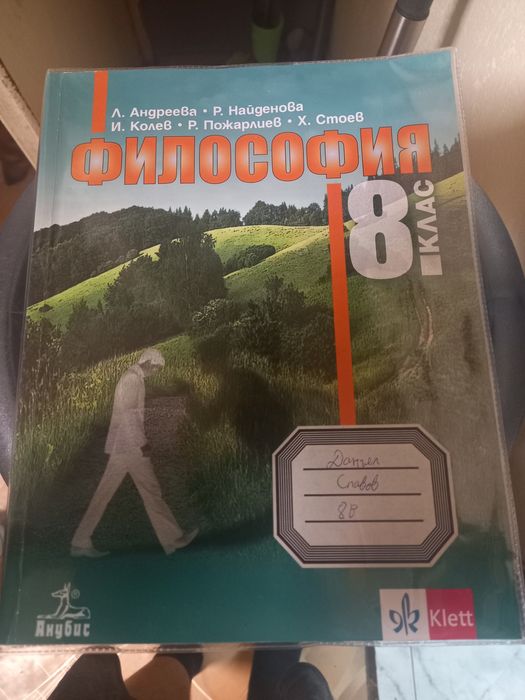 Л. Андреева • Р. Найденова
И. Колев • Р. Пожарлиев • Х. Стоев
ФИЛОСОФИЯ
8 КЛАС
Даниел
Славов
8в
Анубис
Klett